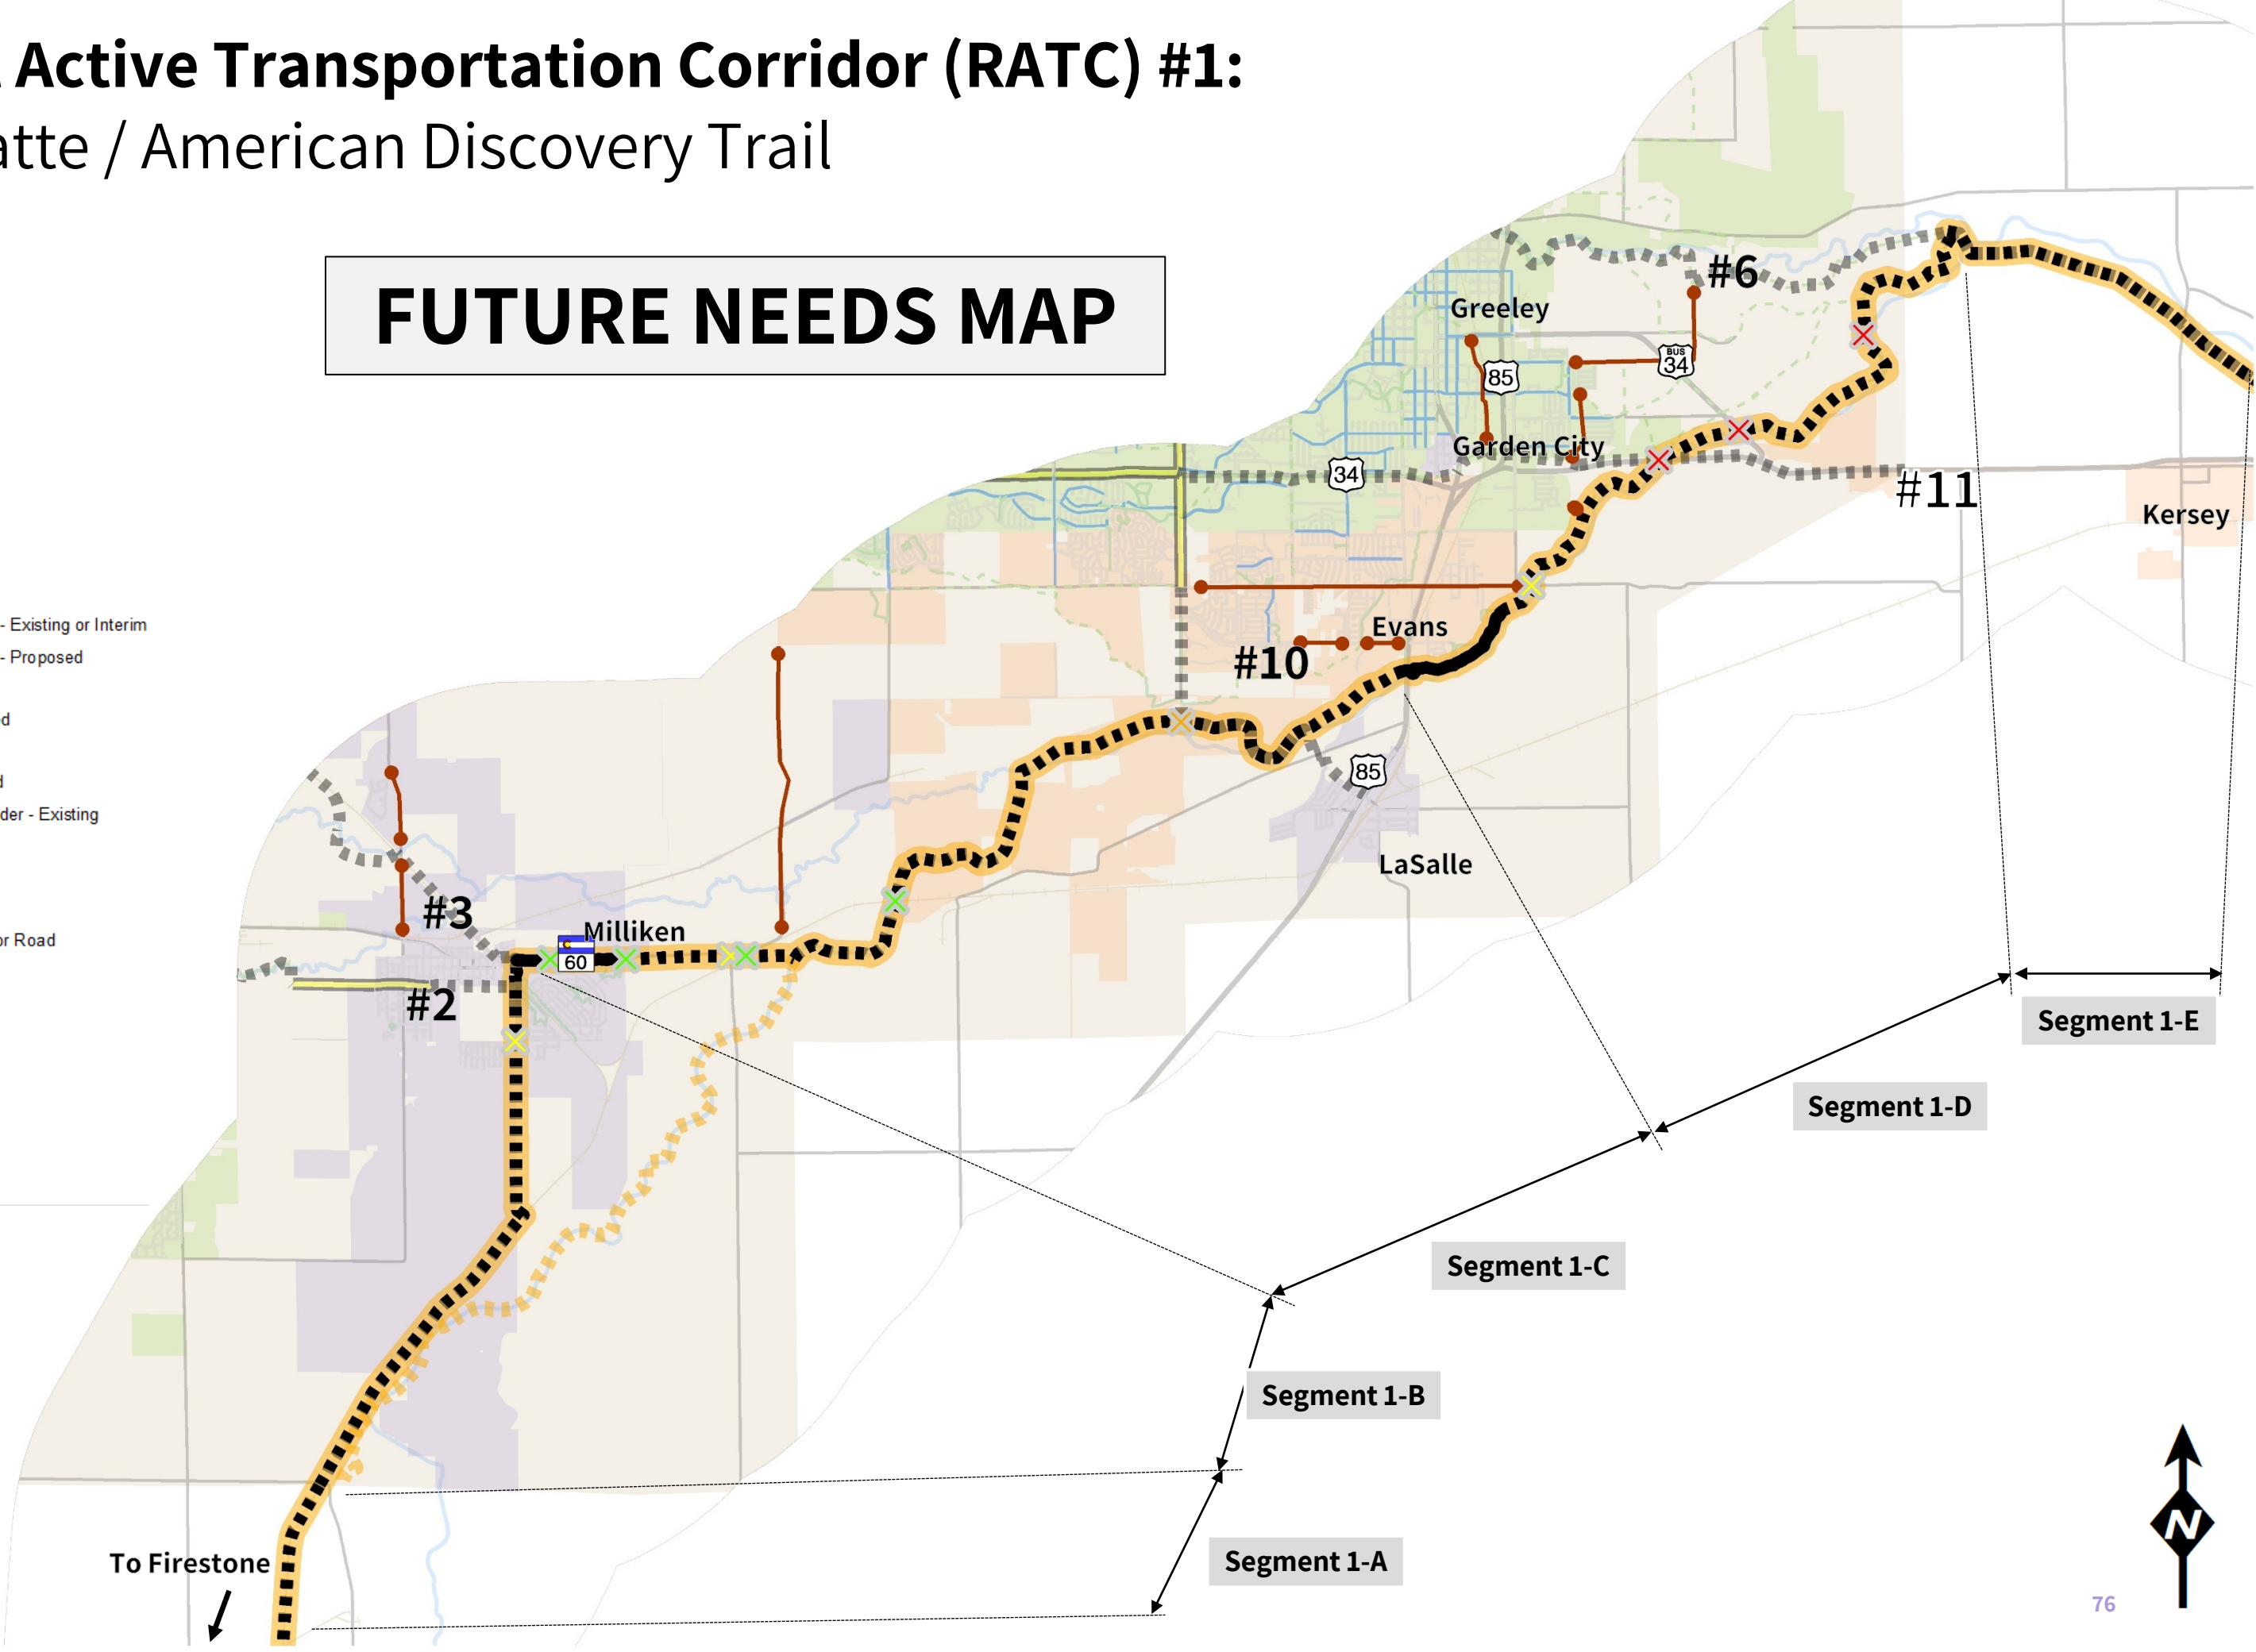 Active Transportation Corridor (RATC) #1:
atte / American Discovery Trail
FUTURE NEEDS MAP
#6
Greeley
BUS
34
85
Garden City
34
#11
Kersey
- Existing or Interim
- Proposed
Evans
#10
d
85
d
der - Existing
LaSalle
#3
Milliken
or Road
C
60
#2
Segment 1-E
Segment 1-D
Segment 1-C
Segment 1-B
To Firestone
Segment 1-A
N
76